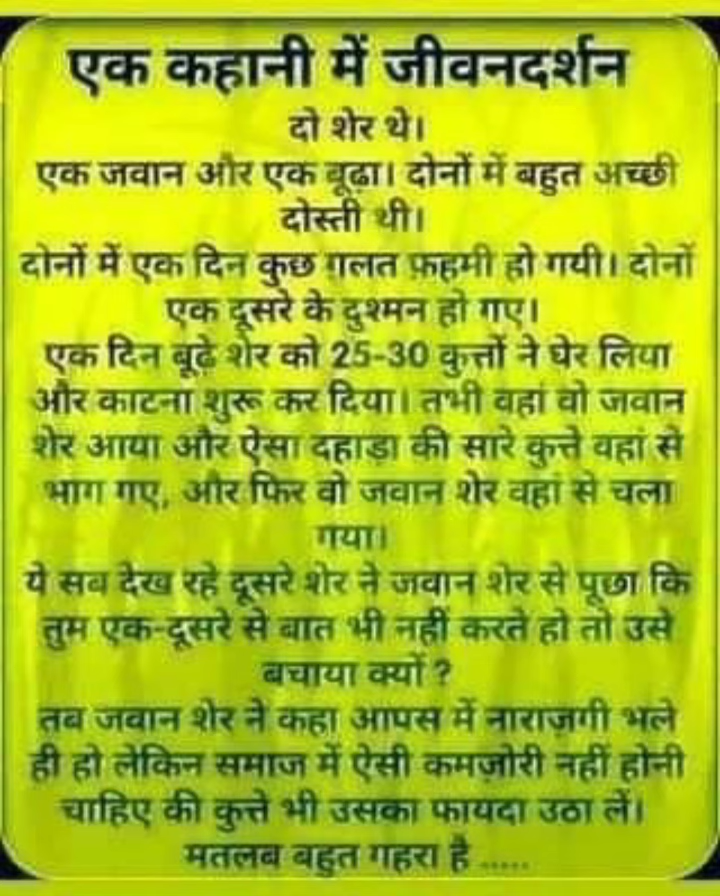 एक कहानी में जीवनदर्शन
दो शेर थे।
एक जवान और एक बूढ़ा। दोनों में बहुत अच्छी
दोस्ती थी।
दोनों में एक दिन कुछ ग़लत फ़हमी हो गयी। दोनों
एक दूसरे के दुश्मन हो गए।
एक दिन बूढ़े शेर को 25-30 कुत्तों ने घेर लिया
और काटना शुरू कर दिया। तभी वहां वो जवान
शेर आया और ऐसा दहाड़ा की सारे कुत्ते वहां से
भाग गए, और फिर वो जवान शेर वहां से चला
गया।
ये सब देख रहे दूसरे शेर ने जवान शेर से पूछा कि
तुम एक-दूसरे से बात भी नहीं करते हो तो उसे
बचाया क्यों ?
तब जवान शेर ने कहा आपस में नाराज़गी भले
ही हो लेकिन समाज में ऐसी कमज़ोरी नहीं होनी
चाहिए की कुत्ते भी उसका फायदा उठा लें।
मतलब बहुत गहरा है .....